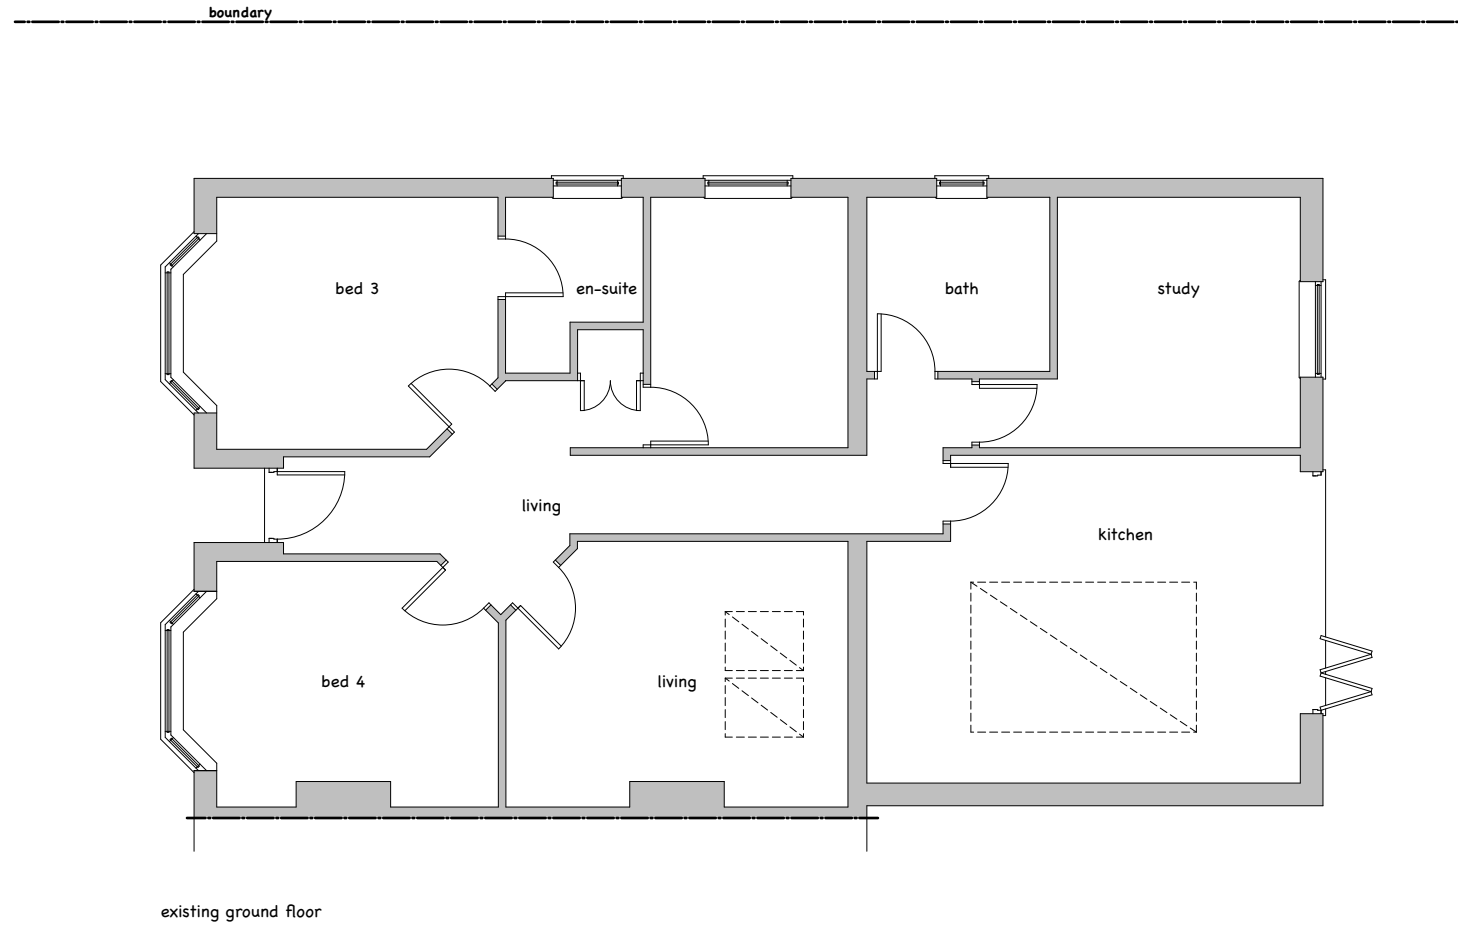 boundary
bed 3
en-suite
bath
study
living
kitchen
bed 4
living
existing ground floor